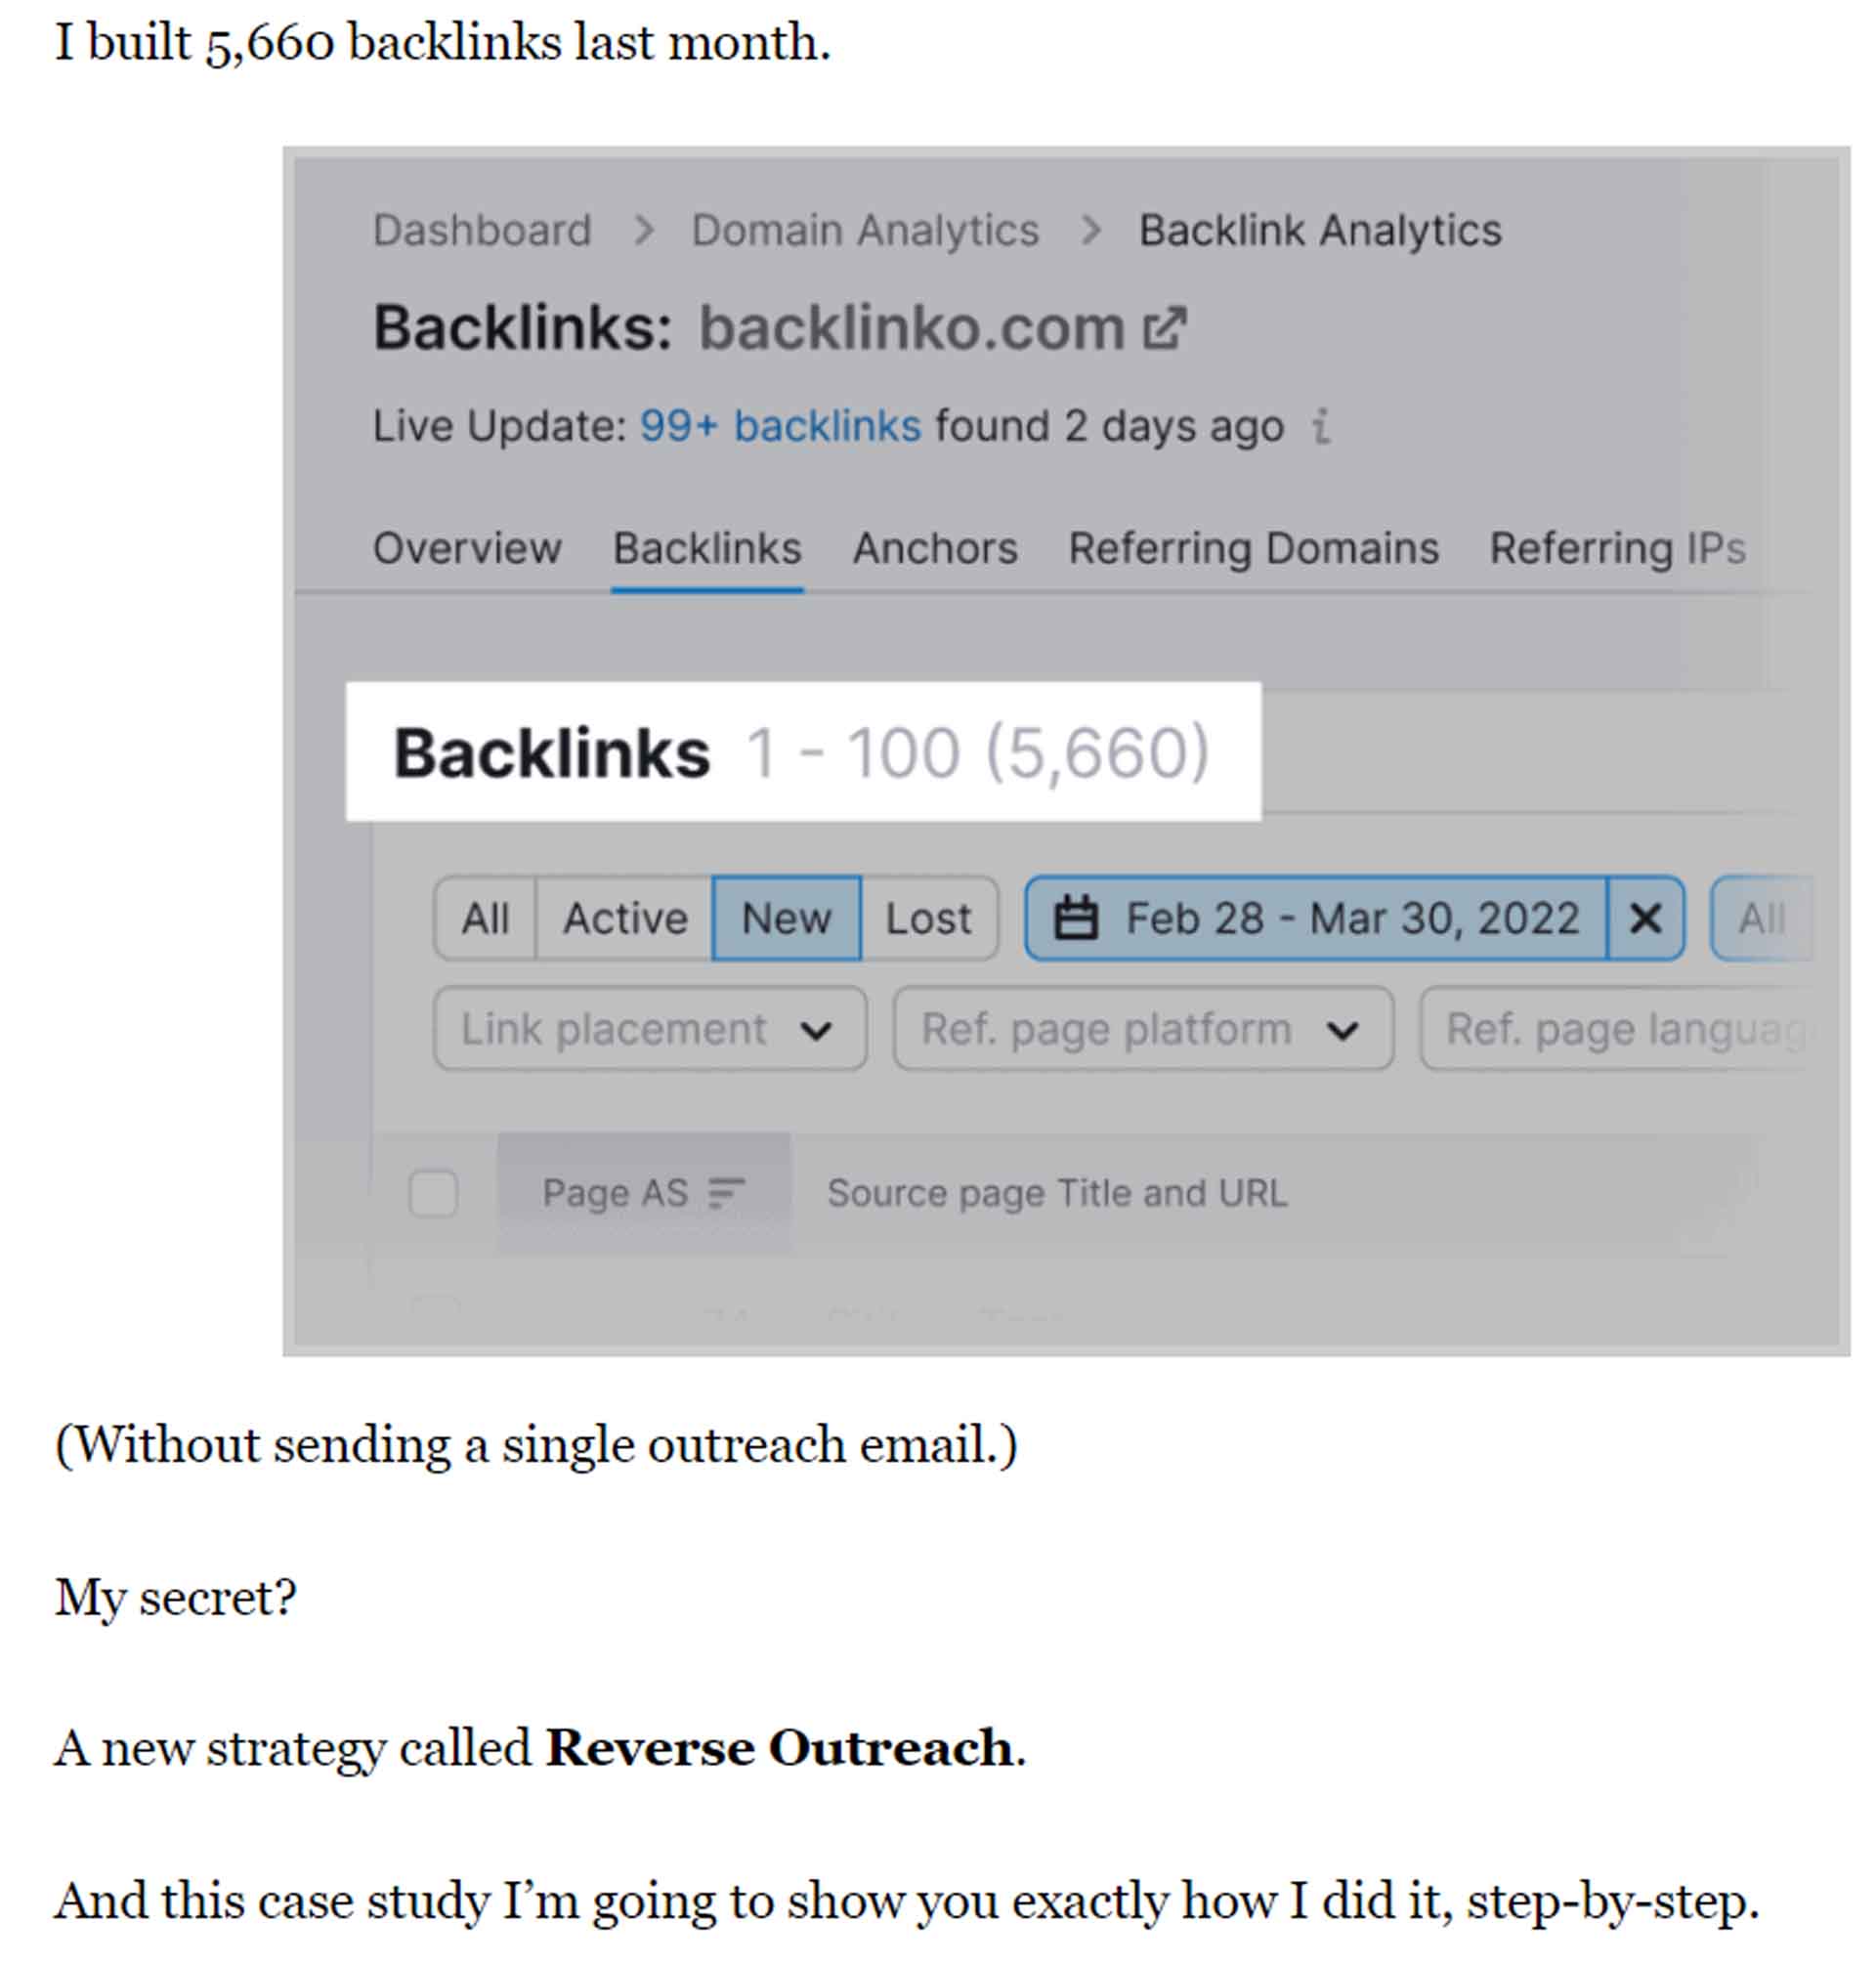 I built 5,660 backlinks last month.
Dashboard > Domain Analytics > Backlink Analytics
Backlinks: backlinko.com
Live Update: 99+ backlinks found 2 days ago i
Overview Backlinks Anchors Referring Domains Referring IPs
Backlinks 1 - 100 (5,660)
All Active New Lost Feb 28 - Mar 30, 2022 All
Link placement Ref. page platform Ref. page languag
Page AS Source page Title and URL
(Without sending a single outreach email.)
My secret?
A new strategy called Reverse Outreach.
And this case study I’m going to show you exactly how I did it, step-by-step.